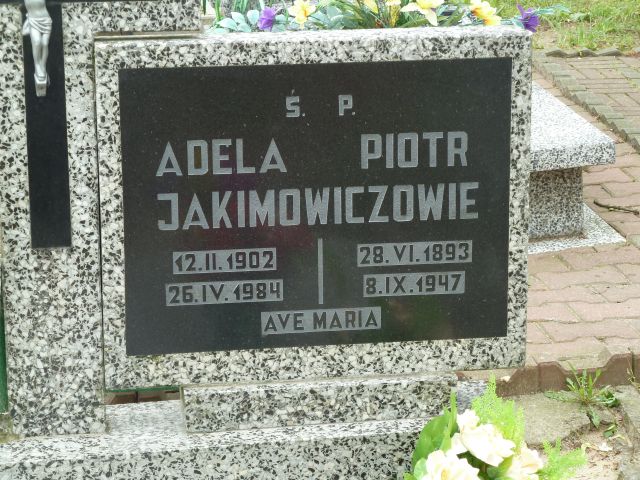 Ś. P.
ADELA PIOTR
JAKIMOWICZOWIE
12.II.1902 28.VI.1893
26.IV.1984 8.IX.1947
AVE MARIA